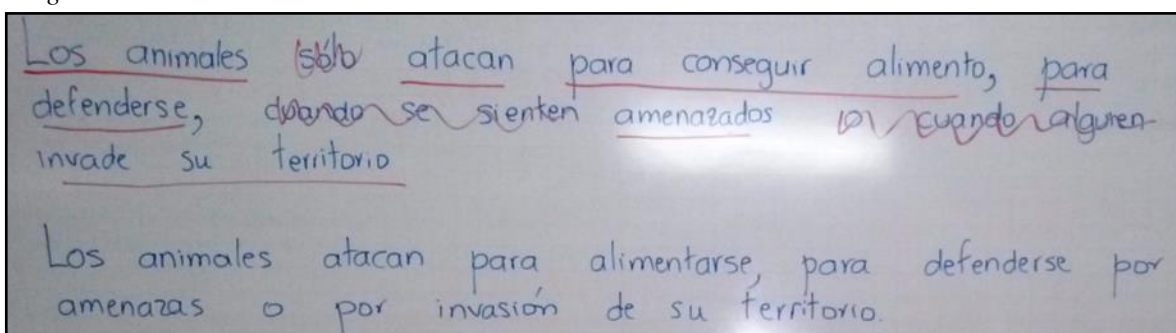 Los animales sólo atacan para conseguir alimento, para
defenderse, cuando se sienten amenazados o cuando alguien
invade su territorio
Los animales atacan para alimentarse, para defenderse por
amenazas o por invasión de su territorio.